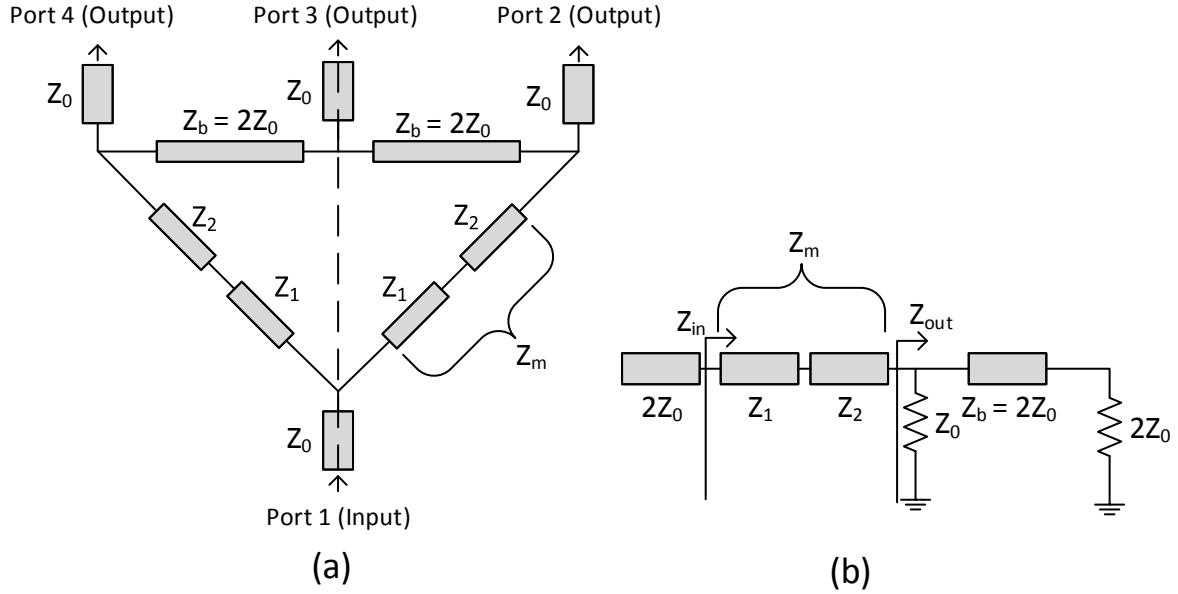 Port 4 (Output)
Port 3 (Output)
Port 2 (Output)
Z0
Z0
Z0
Zb = 2Z0
Zb = 2Z0
Z2
Z2
Z1
Z1
Zm
Z0
Port 1 (Input)
(a)
Zm
Zin
Zout
2Z0
Z1
Z2
Z0
Zb = 2Z0
2Z0
(b)